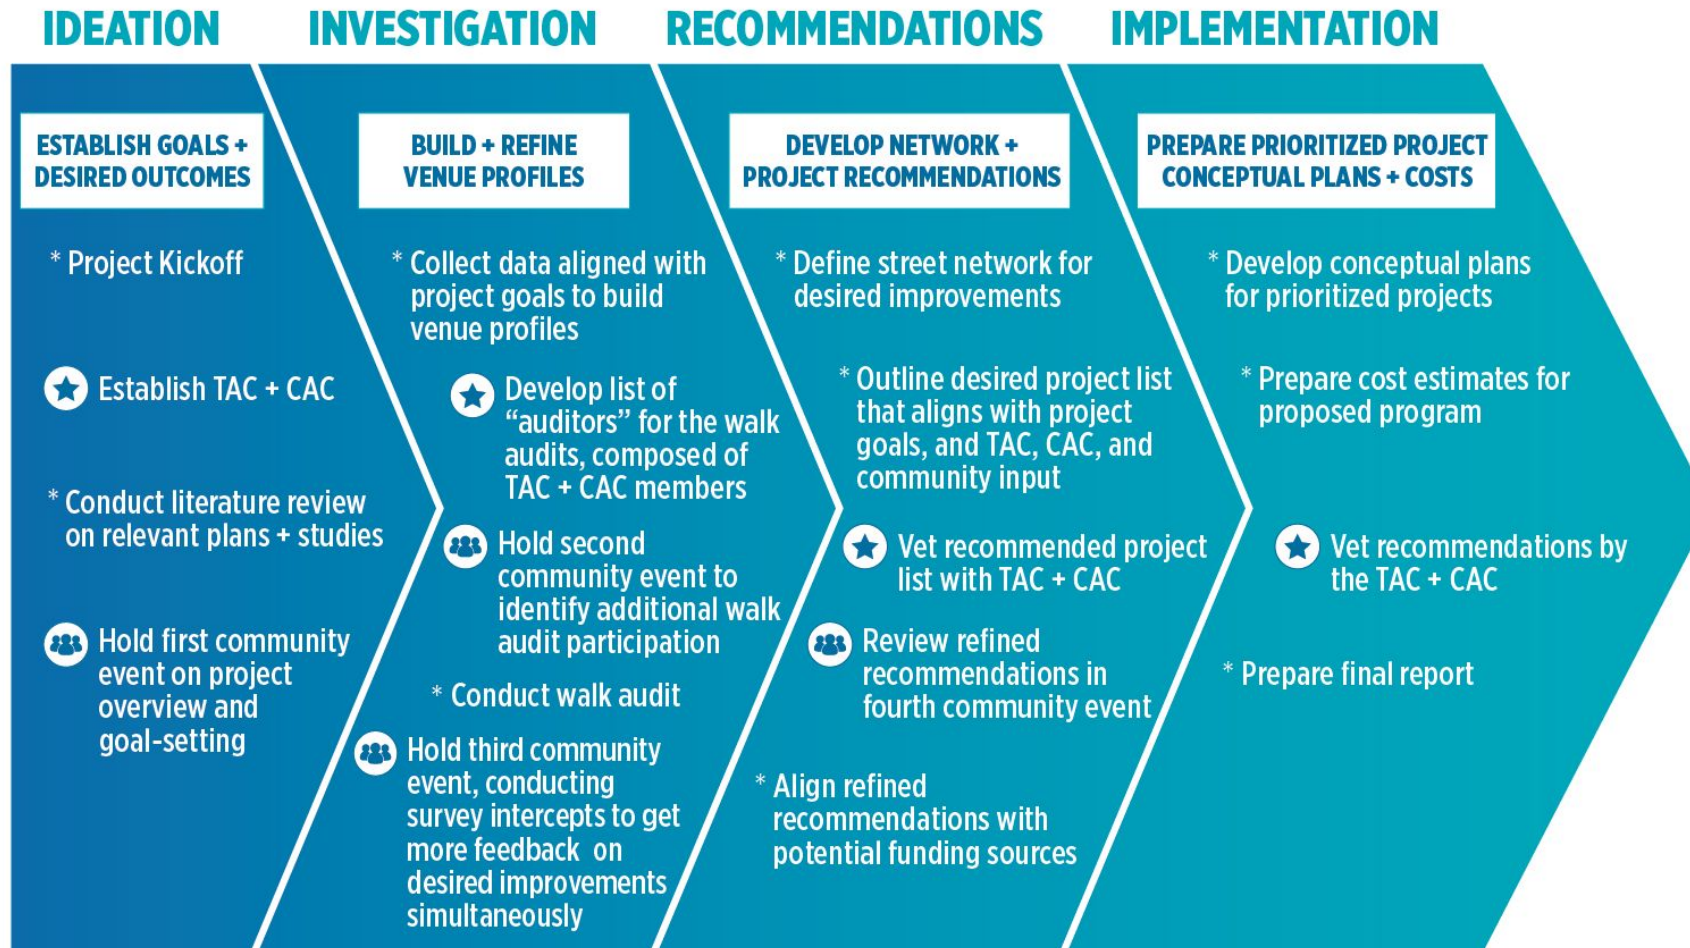 IDEATION
ESTABLISH GOALS +
DESIRED OUTCOMES
* Project Kickoff
Establish TAC + CAC
* Conduct literature review
on relevant plans + studies
Hold first community
event on project
overview and
goal-setting
INVESTIGATION
BUILD + REFINE
VENUE PROFILES
* Collect data aligned with
project goals to build
venue profiles
Develop list of
“auditors” for the walk
audits, composed of
TAC + CAC members
Hold second
community event to
identify additional walk
audit participation
* Conduct walk audit
Hold third community
event, conducting
survey intercepts to get
more feedback on
desired improvements
simultaneously
RECOMMENDATIONS
DEVELOP NETWORK +
PROJECT RECOMMENDATIONS
* Define street network for
desired improvements
* Outline desired project list
that aligns with project
goals, and TAC, CAC, and
community input
Vet recommended project
list with TAC + CAC
Review refined
recommendations in
fourth community event
* Align refined
recommendations with
potential funding sources
IMPLEMENTATION
PREPARE PRIORITIZED PROJECT
CONCEPTUAL PLANS + COSTS
* Develop conceptual plans
for prioritized projects
* Prepare cost estimates for
proposed program
Vet recommendations by
the TAC + CAC
* Prepare final report